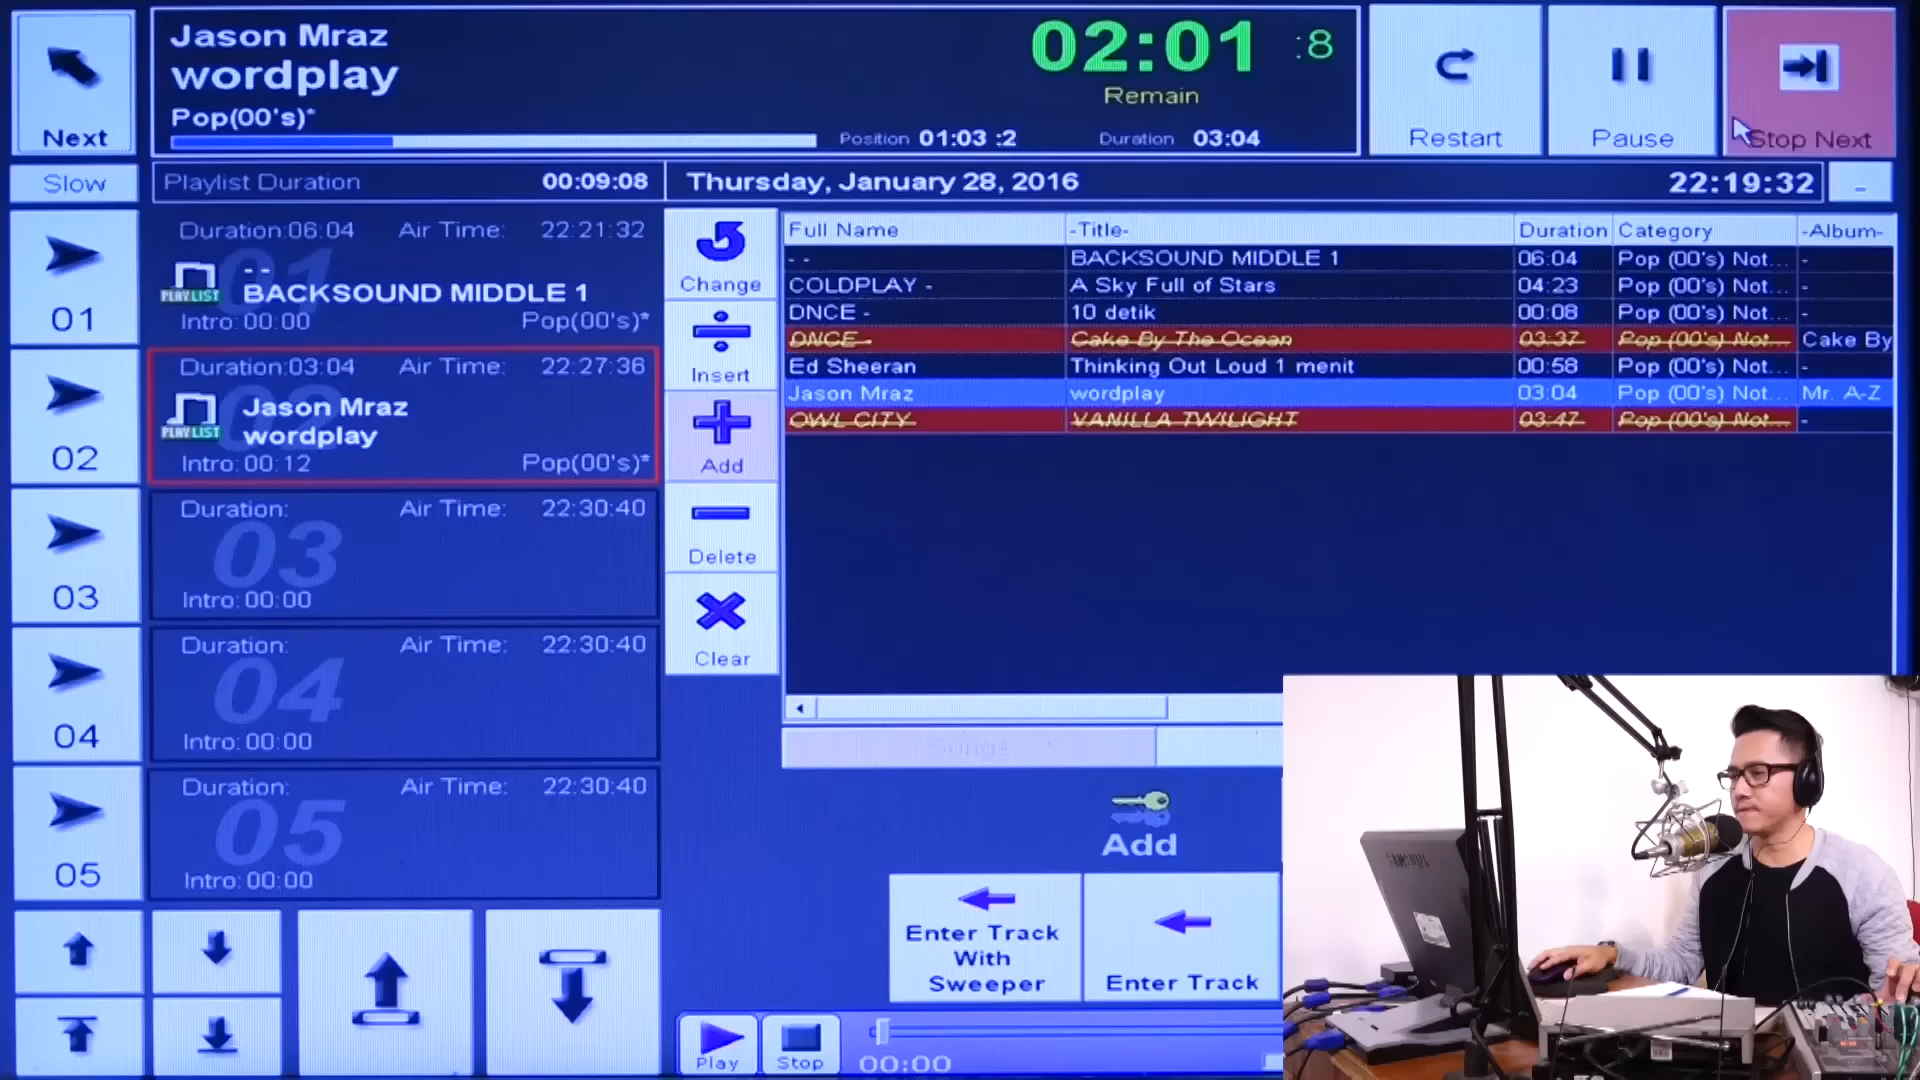 Next
Jason Mraz
wordplay
Pop(00's)*
02:01 :8
Remain
Position 01:03 :2
Duration 03:04
Restart
Pause
Stop Next
Slow
Playlist Duration 00:09:08
Thursday, January 28, 2016
22:19:32
01
Duration:06:04 Air Time: 22:21:32
01
- -
PLAYLIST
BACKSOUND MIDDLE 1
Intro: 00:00 Pop(00's)*
02
Duration:03:04 Air Time: 22:27:36
02
PLAYLIST
Jason Mraz
wordplay
Intro: 00:12 Pop(00's)*
03
Duration: Air Time: 22:30:40
03
Intro: 00:00
04
Duration: Air Time: 22:30:40
04
Intro: 00:00
05
Duration: Air Time: 22:30:40
05
Intro: 00:00
Change
Insert
Add
Delete
Clear
Full Name -Title- Duration Category -Album-
- - BACKSOUND MIDDLE 1 06:04 Pop (00's) Not... -
COLDPLAY - A Sky Full of Stars 04:23 Pop (00's) Not... -
DNCE - 10 detik 00:08 Pop (00's) Not... -
DNCE - Cake By The Ocean 03:37 Pop (00's) Not... Cake By
Ed Sheeran Thinking Out Loud 1 menit 00:58 Pop (00's) Not... -
Jason Mraz wordplay 03:04 Pop (00's) Not... Mr. A-Z
OWL CITY VANILLA TWILIGHT 03:47 Pop (00's) Not... -
Songs
Add
Enter Track
With
Sweeper
Enter Track
Play
Stop
00:00
SAMSUNG